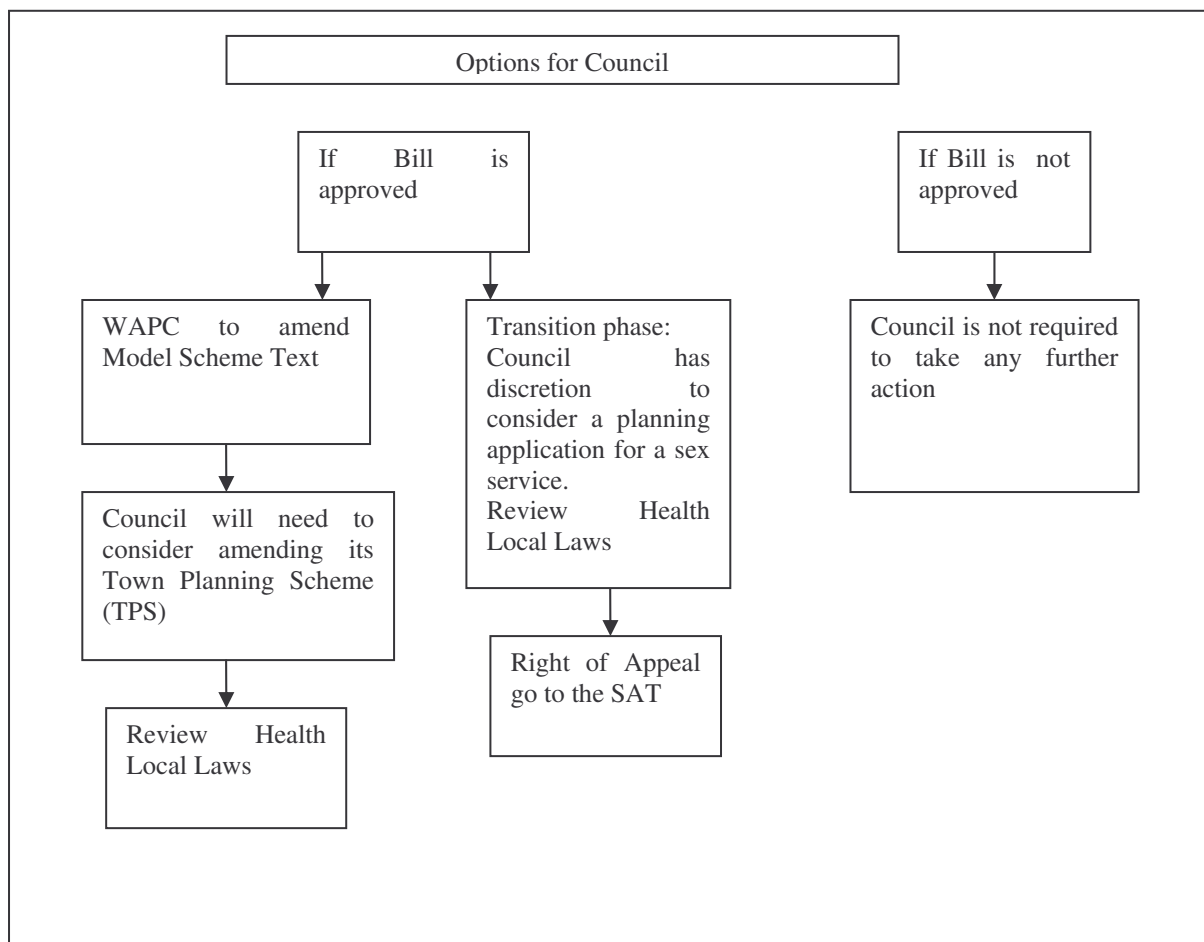 Options for Council
If Bill is
approved
If Bill is not
approved
WAPC to amend
Model Scheme Text
Transition phase:
Council has
discretion to
consider a planning
application for a sex
service.
Review Health
Local Laws
Council is not required
to take any further
action
Council will need to
consider amending its
Town Planning Scheme
(TPS)
Right of Appeal
go to the SAT
Review Health
Local Laws